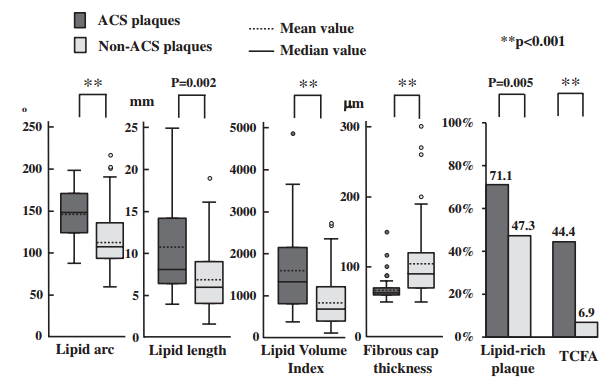 ACS plaques
Non-ACS plaques
Mean value
Median value
**p<0.001
** P=0.002 ** ** P=0.005 **
° mm μm
250 25 5000 300 100%
200 20 4000 80%
150 15 3000 200 60%
100 10 2000 100 40%
50 5 1000 20%
0 0 0 0 0%
71.1 47.3 44.4 6.9
Lipid arc Lipid length Lipid Volume Fibrous cap Lipid-rich TCFA
Index thickness plaque